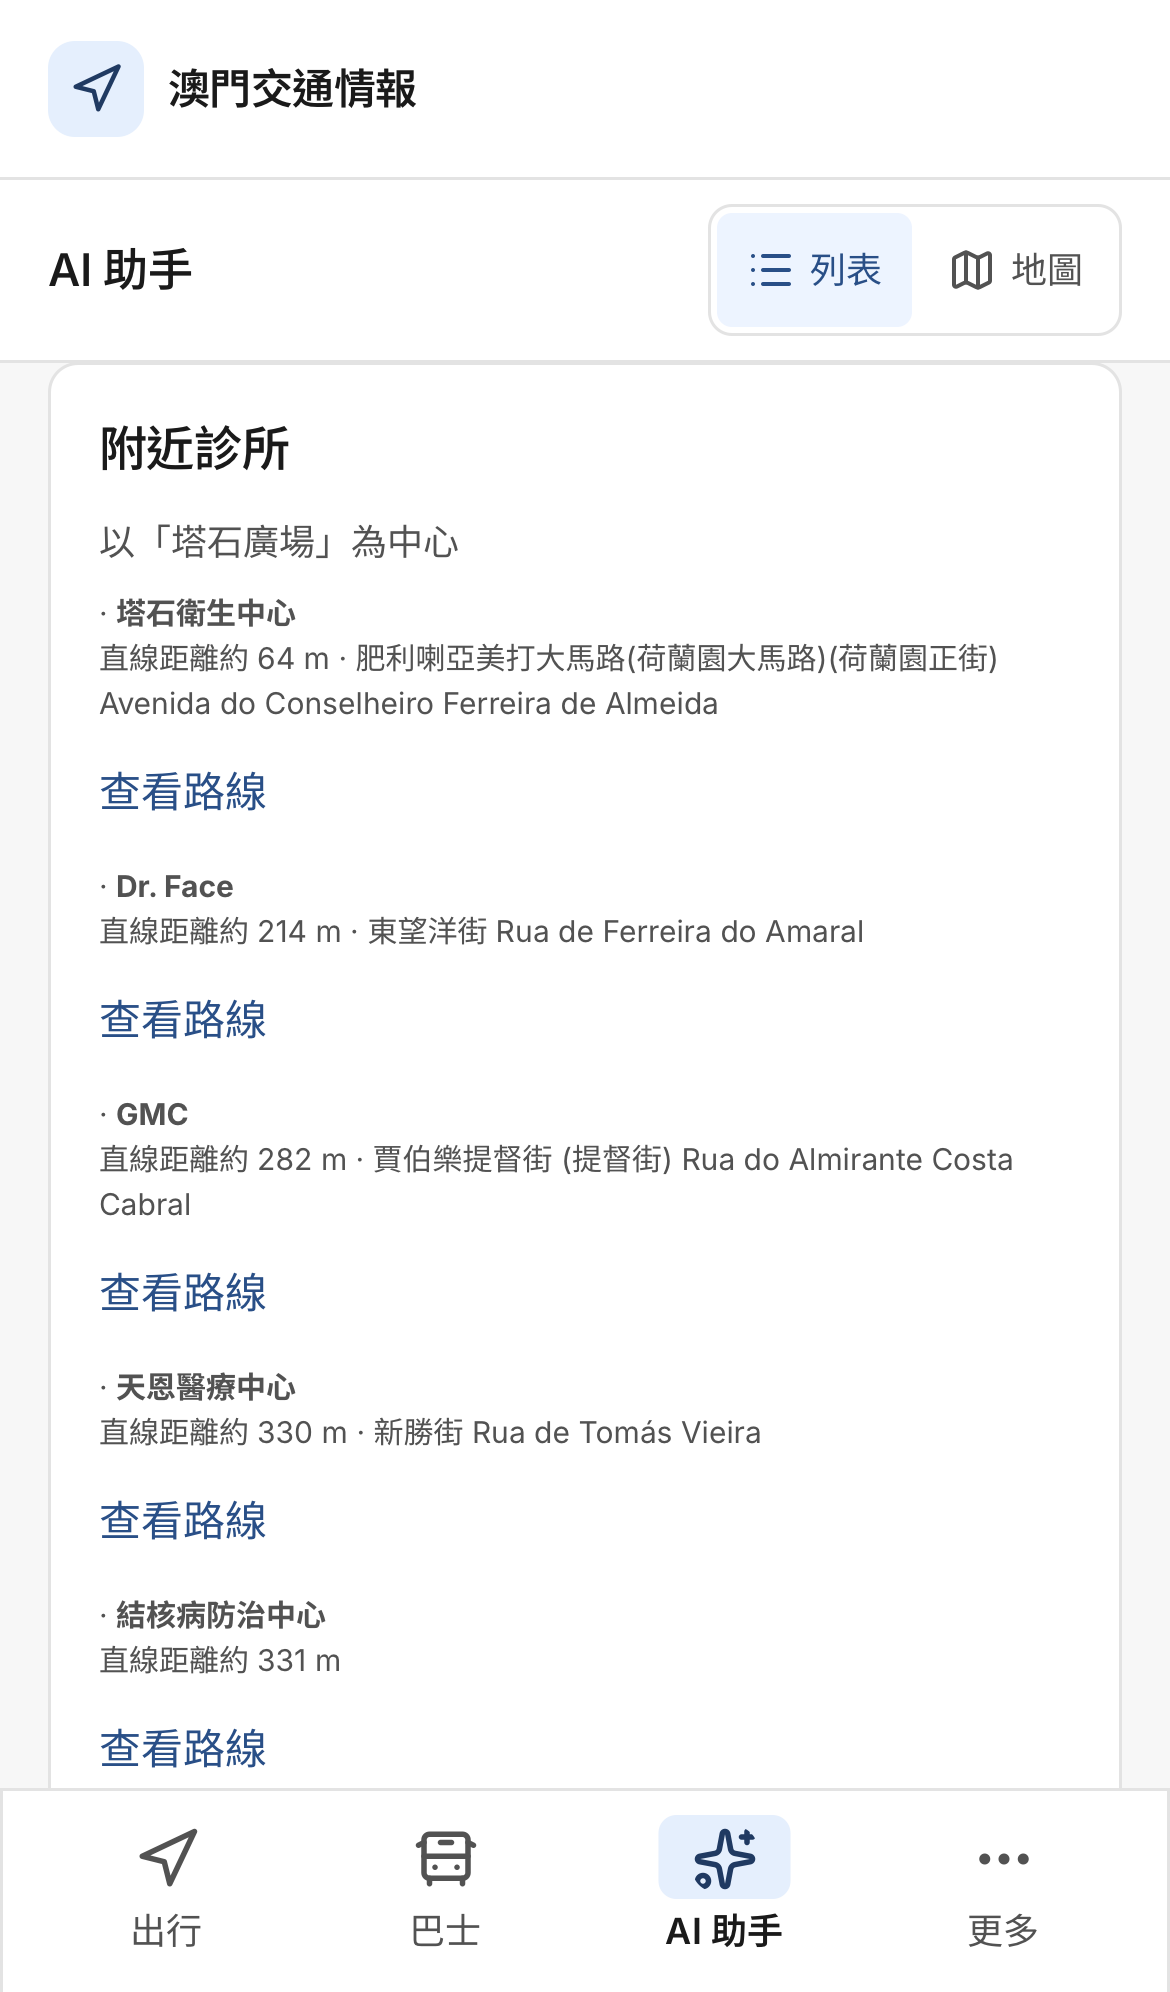 澳門交通情報
AI 助手
列表
地圖
附近診所
以「塔石廣場」為中心
· 塔石衛生中心
直線距離約 64 m · 肥利喇亞美打大馬路(荷蘭園大馬路)(荷蘭園正街)
Avenida do Conselheiro Ferreira de Almeida
查看路線
· Dr. Face
直線距離約 214 m · 東望洋街 Rua de Ferreira do Amaral
查看路線
· GMC
直線距離約 282 m · 賈伯樂提督街 (提督街) Rua do Almirante Costa
Cabral
查看路線
· 天恩醫療中心
直線距離約 330 m · 新勝街 Rua de Tomás Vieira
查看路線
· 結核病防治中心
直線距離約 331 m
查看路線
出行
巴士
AI 助手
更多